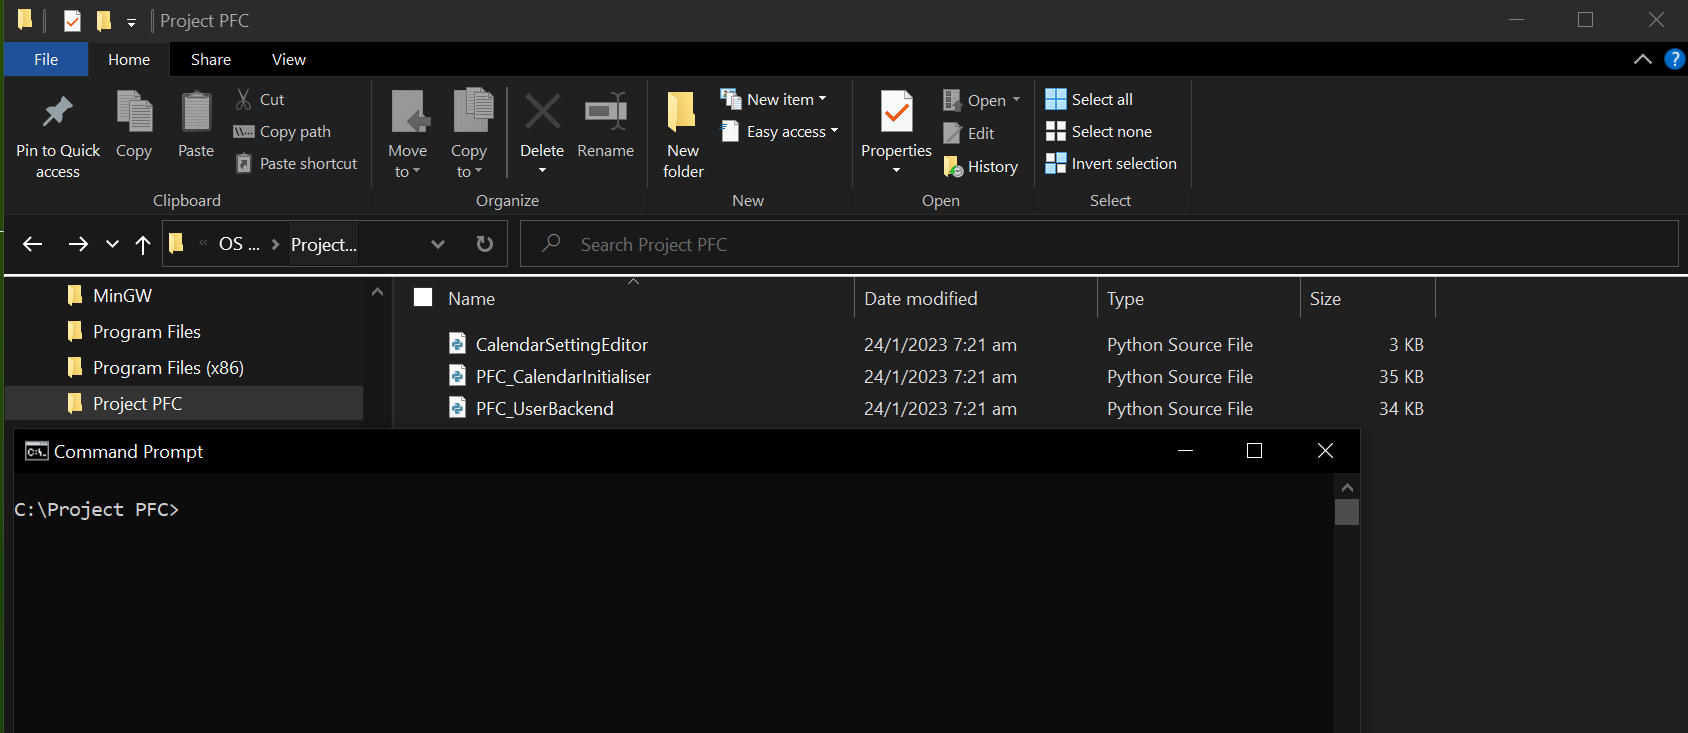 Project PFC
File Home Share View
?
Pin to Quick access
Copy
Paste
Cut
Copy path
Paste shortcut
Clipboard
Move to
Copy to
Delete
Rename
Organize
New folder
New item
Easy access
New
Properties
Open
Edit
History
Open
Select all
Select none
Invert selection
Select
« OS ... > Project...
Search Project PFC
MinGW
Program Files
Program Files (x86)
Project PFC
Name Date modified Type Size
CalendarSettingEditor 24/1/2023 7:21 am Python Source File 3 KB
PFC_CalendarInitialiser 24/1/2023 7:21 am Python Source File 35 KB
PFC_UserBackend 24/1/2023 7:21 am Python Source File 34 KB
C:\. Command Prompt
C:\Project PFC>